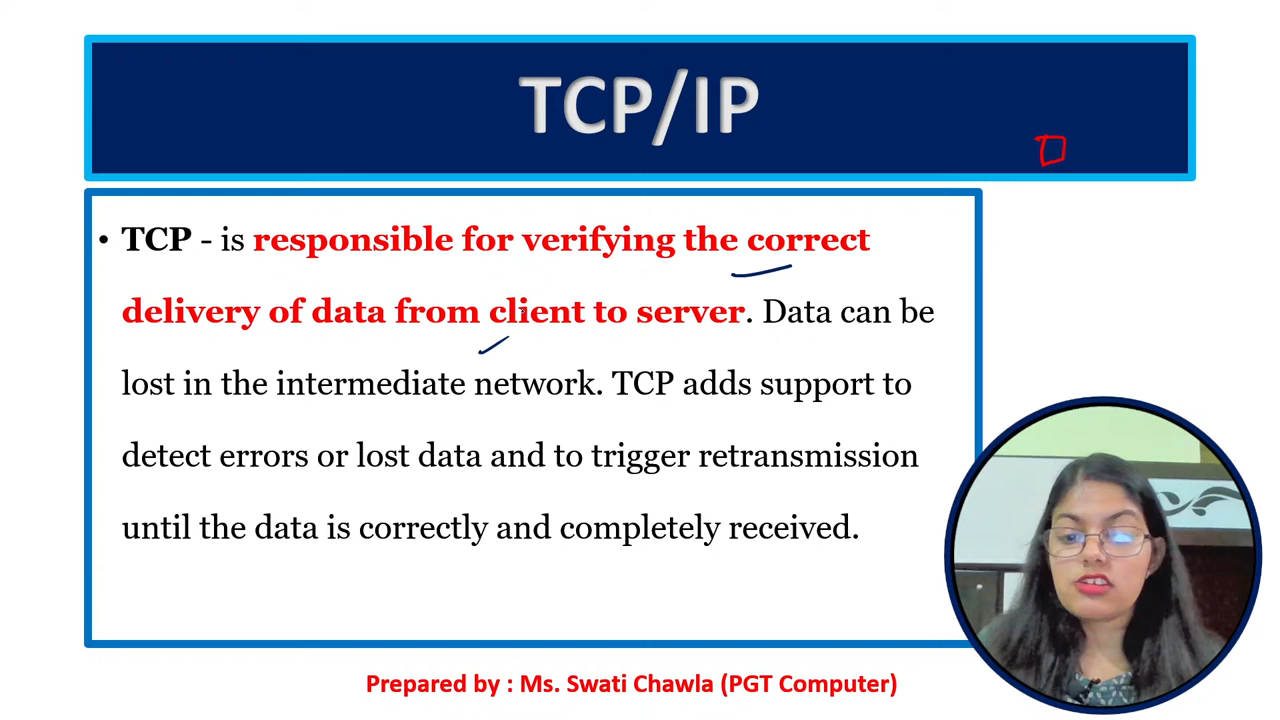 TCP/IP
• TCP - is responsible for verifying the correct
delivery of data from client to server. Data can be
lost in the intermediate network. TCP adds support to
detect errors or lost data and to trigger retransmission
until the data is correctly and completely received.
Prepared by : Ms. Swati Chawla (PGT Computer)